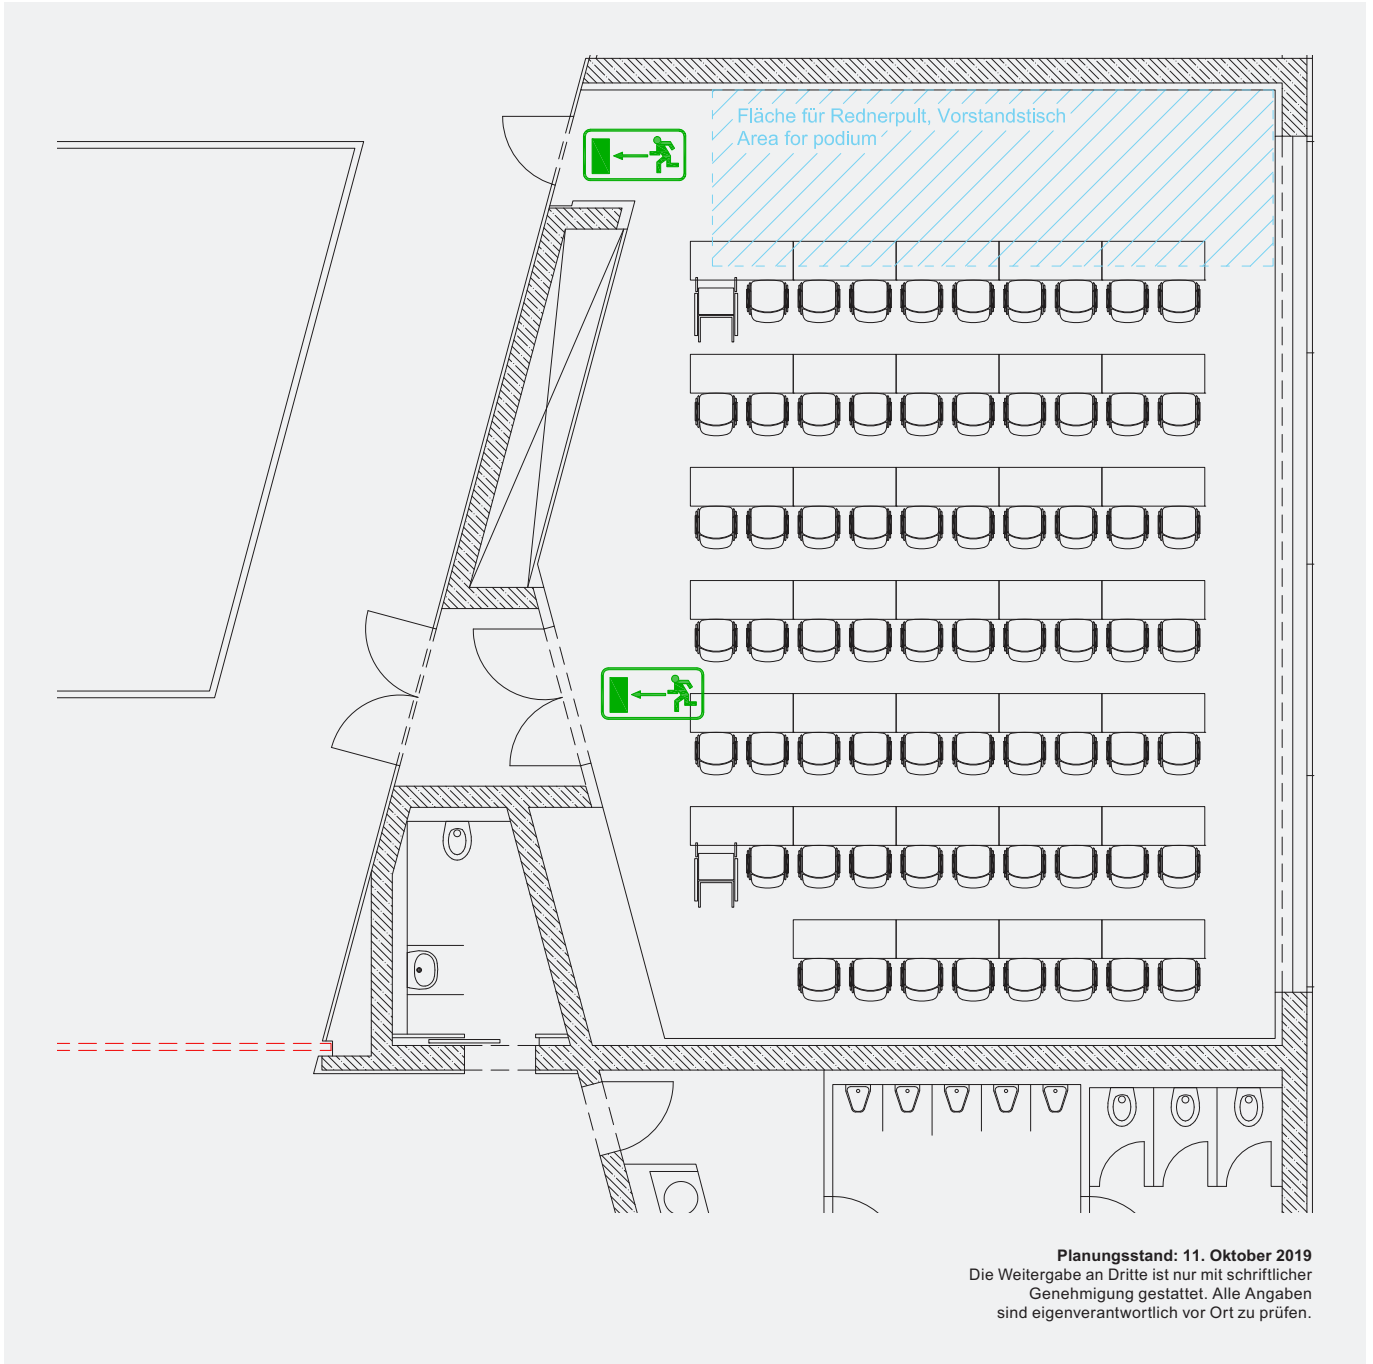 Fläche für Rednerpult, Vorstandstisch
Area for podium
Planungsstand: 11. Oktober 2019
Die Weitergabe an Dritte ist nur mit schriftlicher
Genehmigung gestattet. Alle Angaben
sind eigenverantwortlich vor Ort zu prüfen.